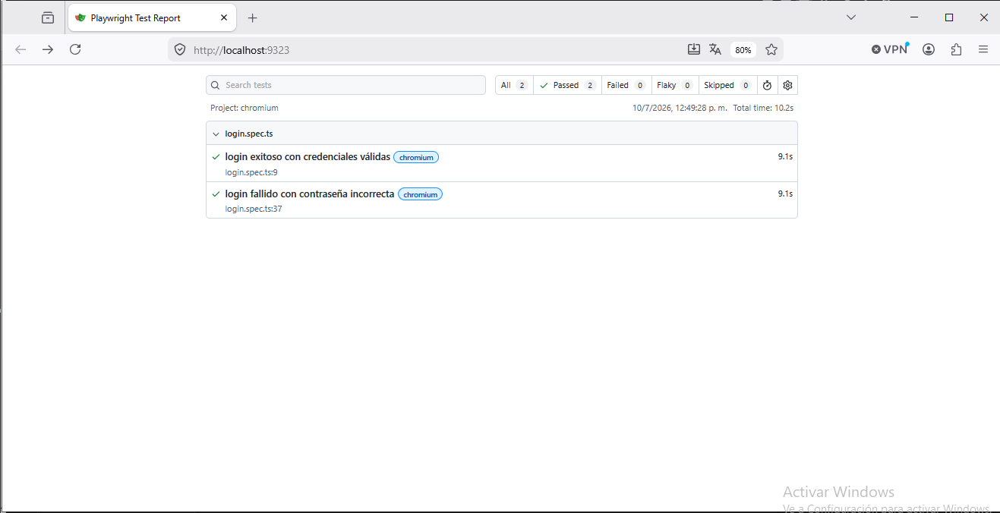 Playwright Test Report
http://localhost:9323
80%
VPN
Search tests
All 2 Passed 2 Failed 0 Flaky 0 Skipped 0
Project: chromium
10/7/2026, 12:49:28 p. m. Total time: 10.2s
login.spec.ts
login exitoso con credenciales válidas chromium 9.1s
login.spec.ts:9
login fallido con contraseña incorrecta chromium 9.1s
login.spec.ts:37
Activar Windows
Ve a Configuración para activar Windows.